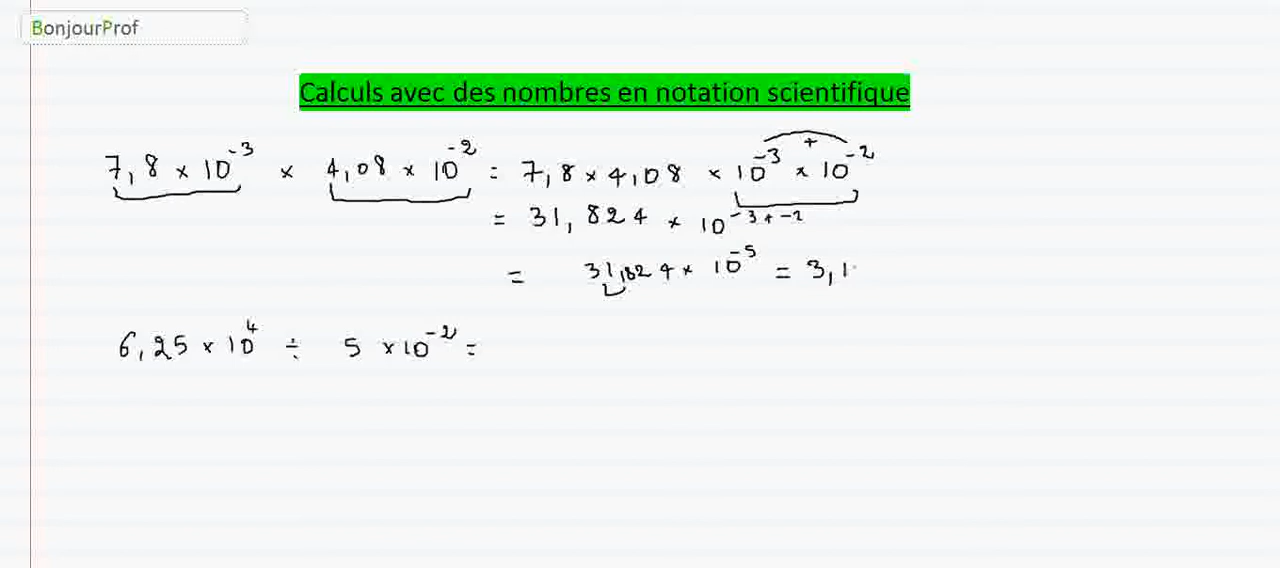 BonjourProf
Calculs avec des nombres en notation scientifique
7,8 × 10⁻³ × 4,08 × 10⁻² = 7,8 × 4,08 × 10⁻³ × 10⁻²
+
= 31,824 × 10⁻³⁺⁻²
= 31,824 × 10⁻⁵ = 3,1
6,25 × 10⁴ ÷ 5 × 10⁻² =